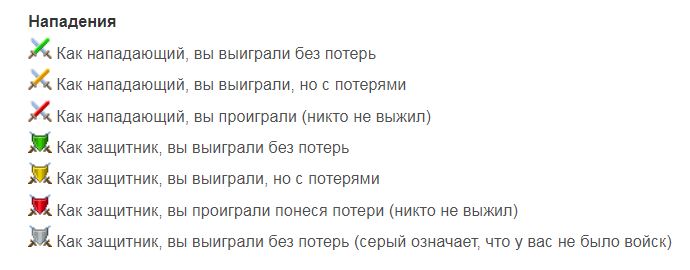 Нападения
Как нападающий, вы выиграли без потерь
Как нападающий, вы выиграли, но с потерями
Как нападающий, вы проиграли (никто не выжил)
Как защитник, вы выиграли без потерь
Как защитник, вы выиграли, но с потерями
Как защитник, вы проиграли понеся потери (никто не выжил)
Как защитник, вы выиграли без потерь (серый означает, что у вас не было войск)